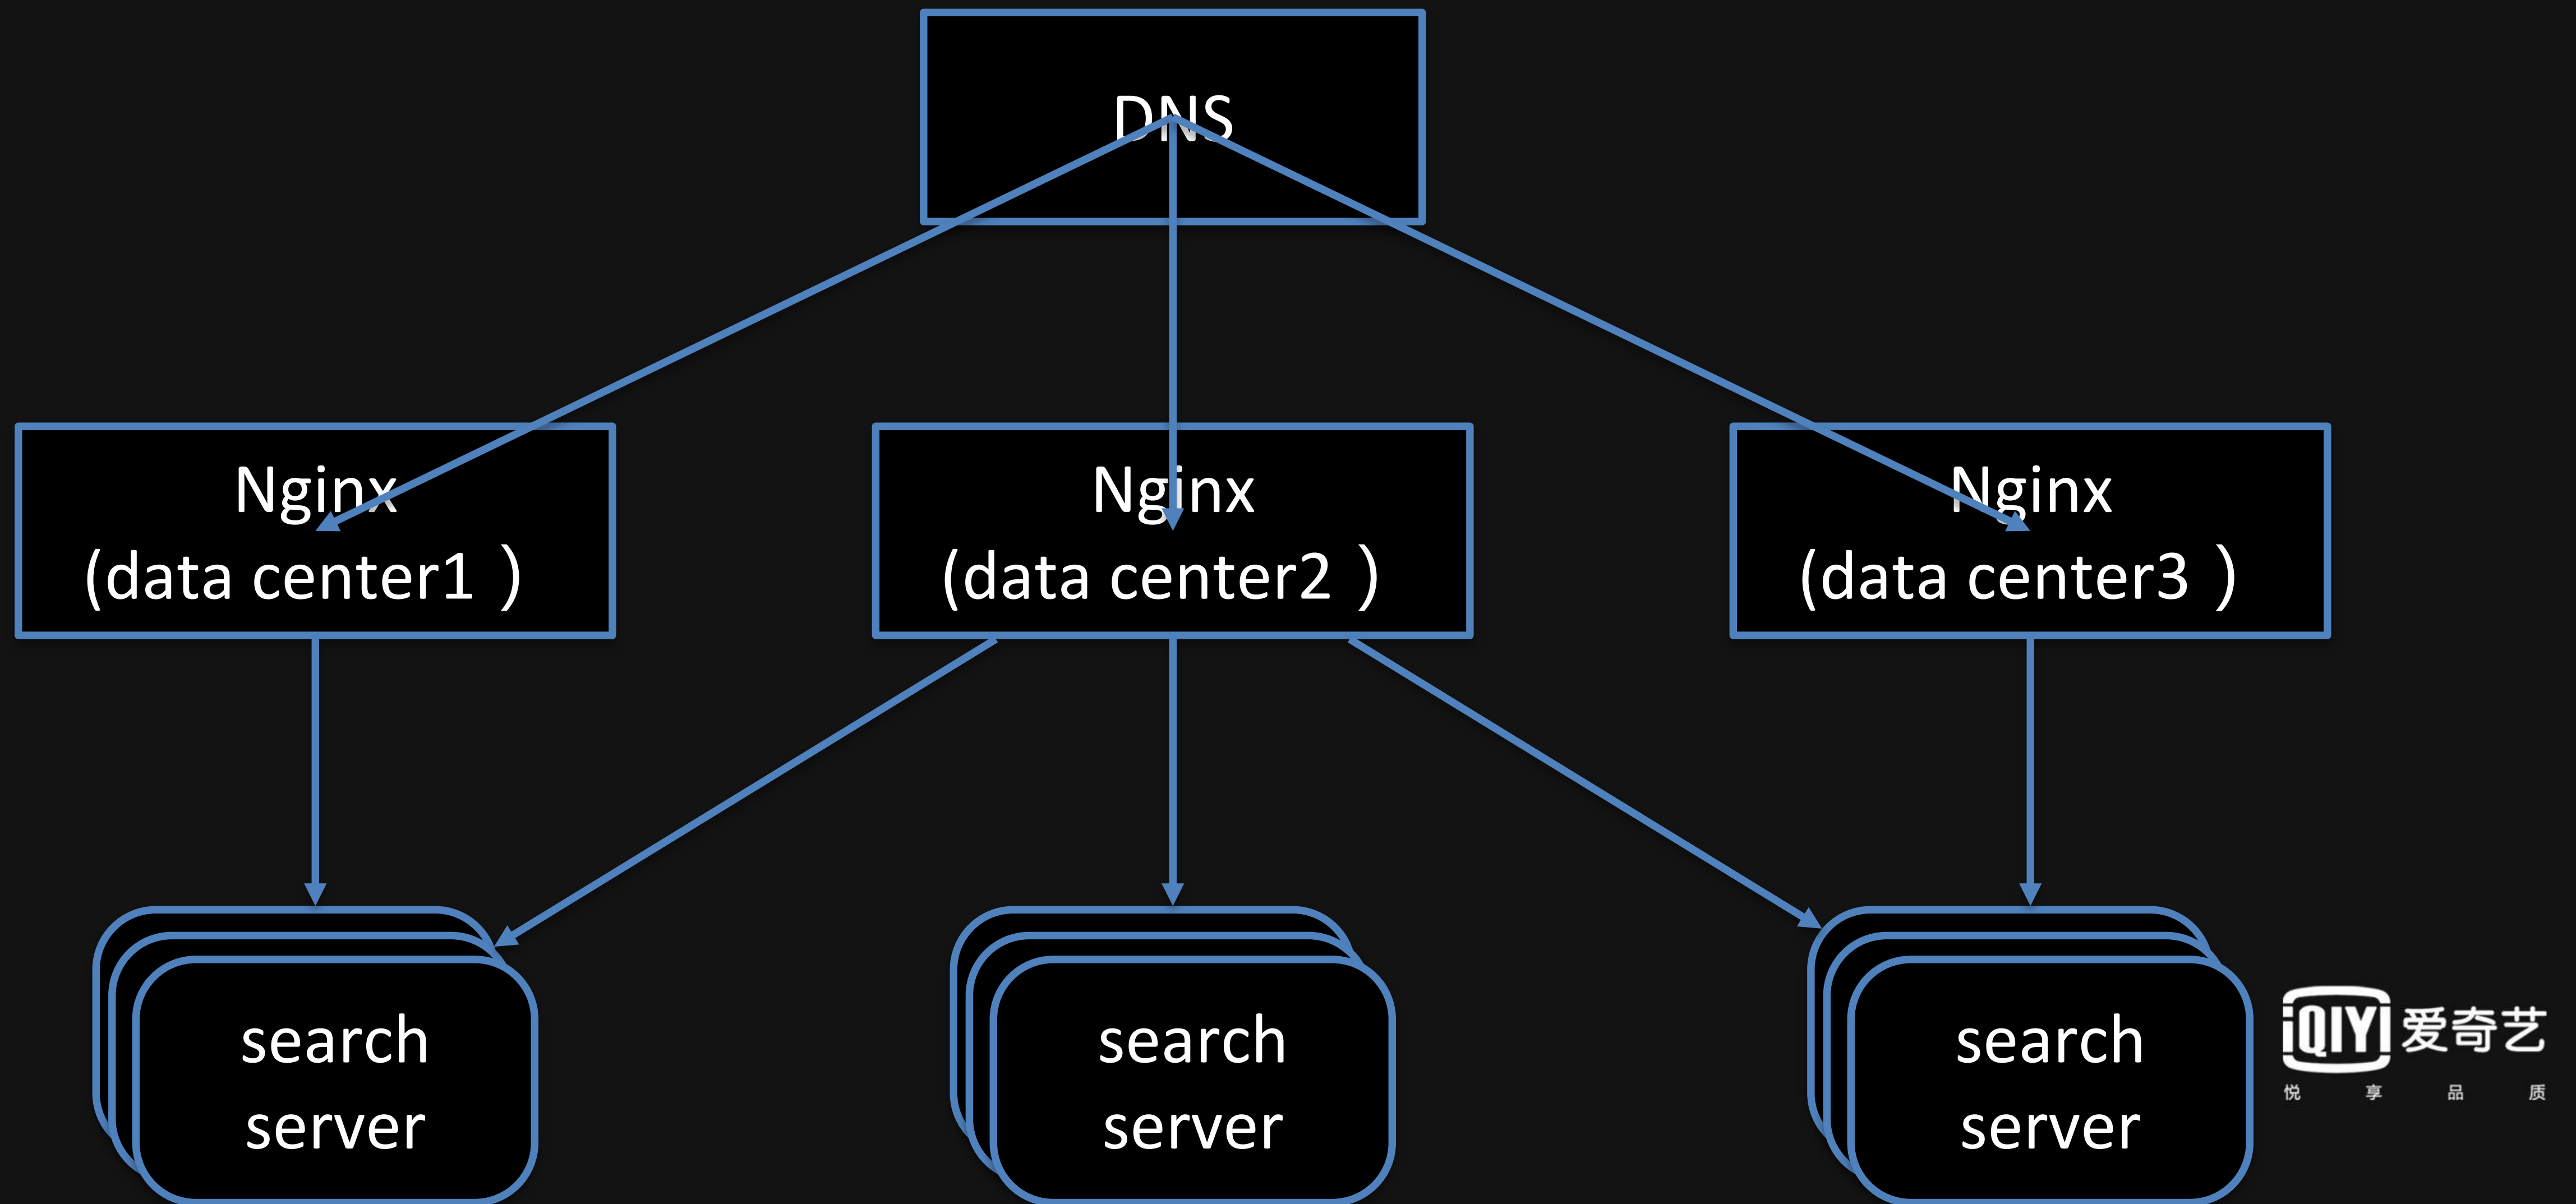 DNS
Nginx
(data center1 ）
Nginx
(data center2 ）
Nginx
(data center3 ）
search
server
search
server
search
server
iQIYI 爱奇艺
悦 享 品 质